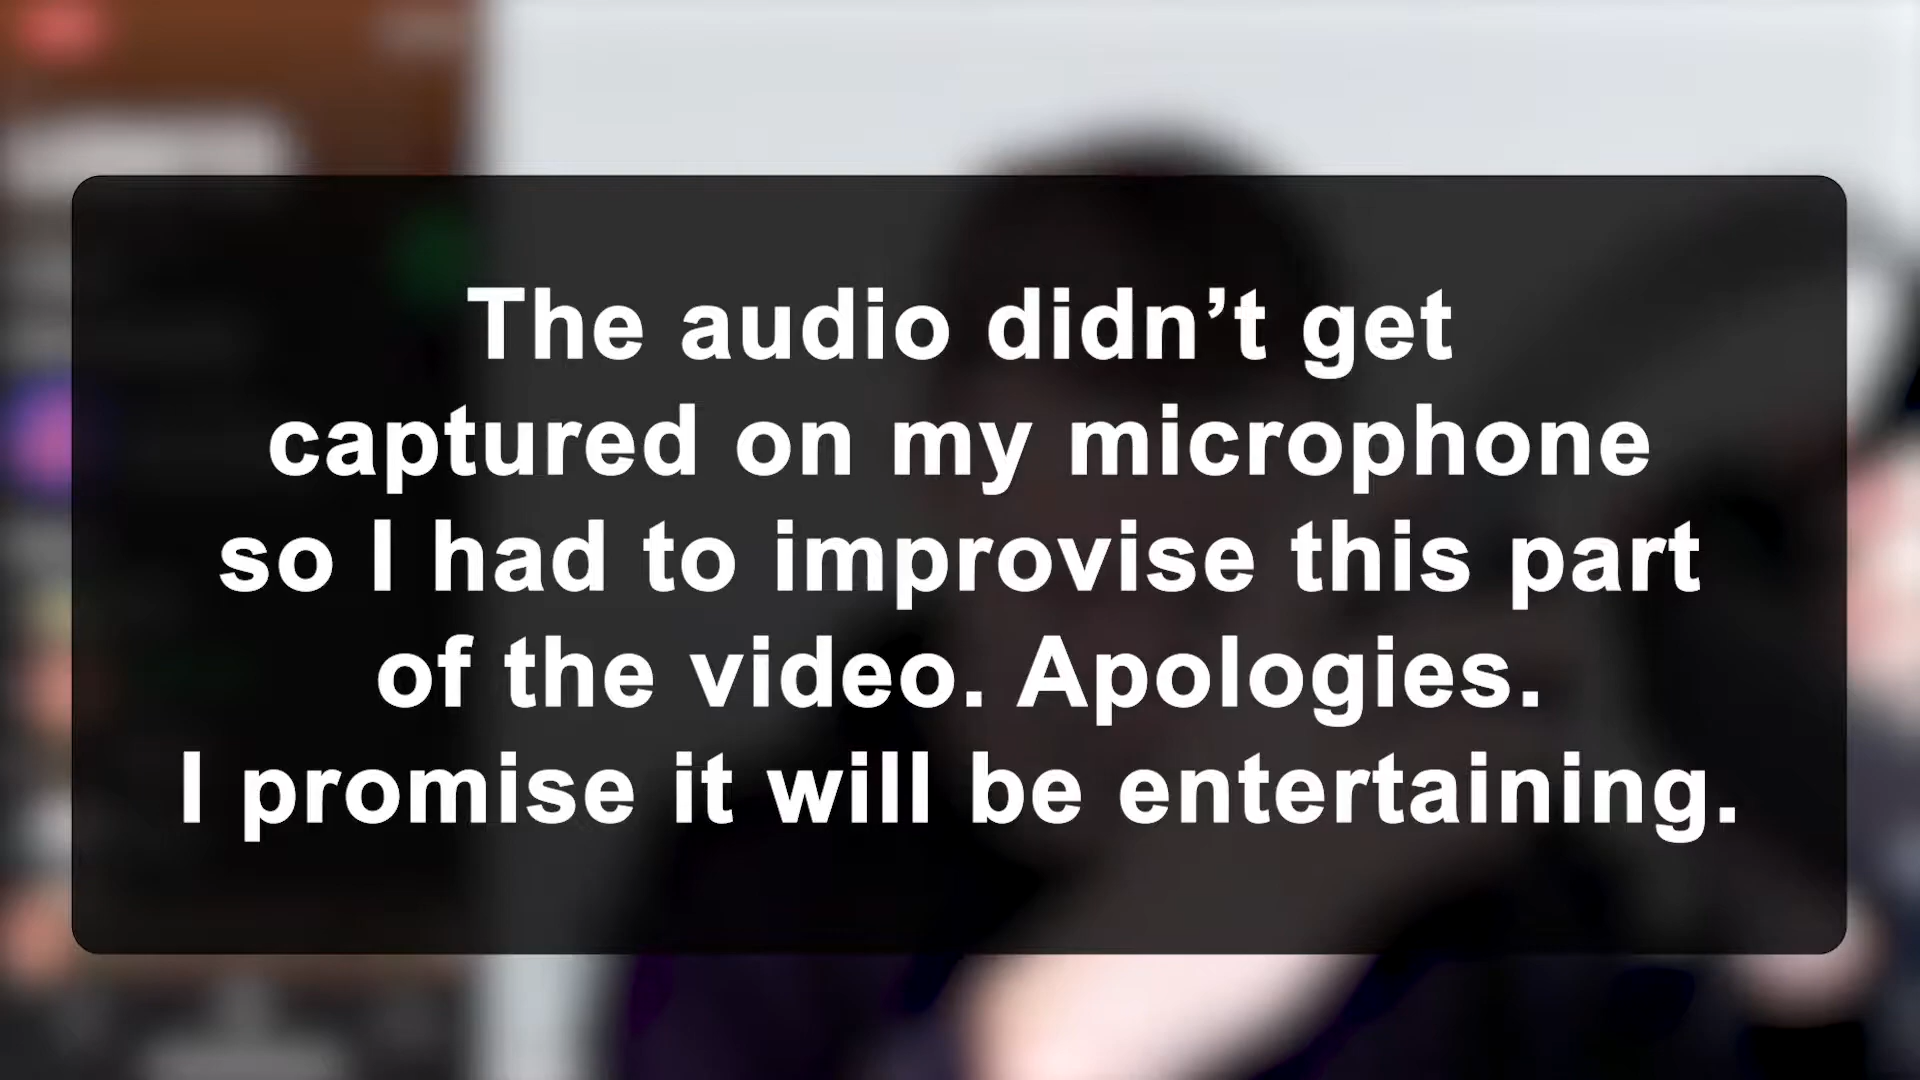 The audio didn’t get
captured on my microphone
so I had to improvise this part
of the video. Apologies.
I promise it will be entertaining.